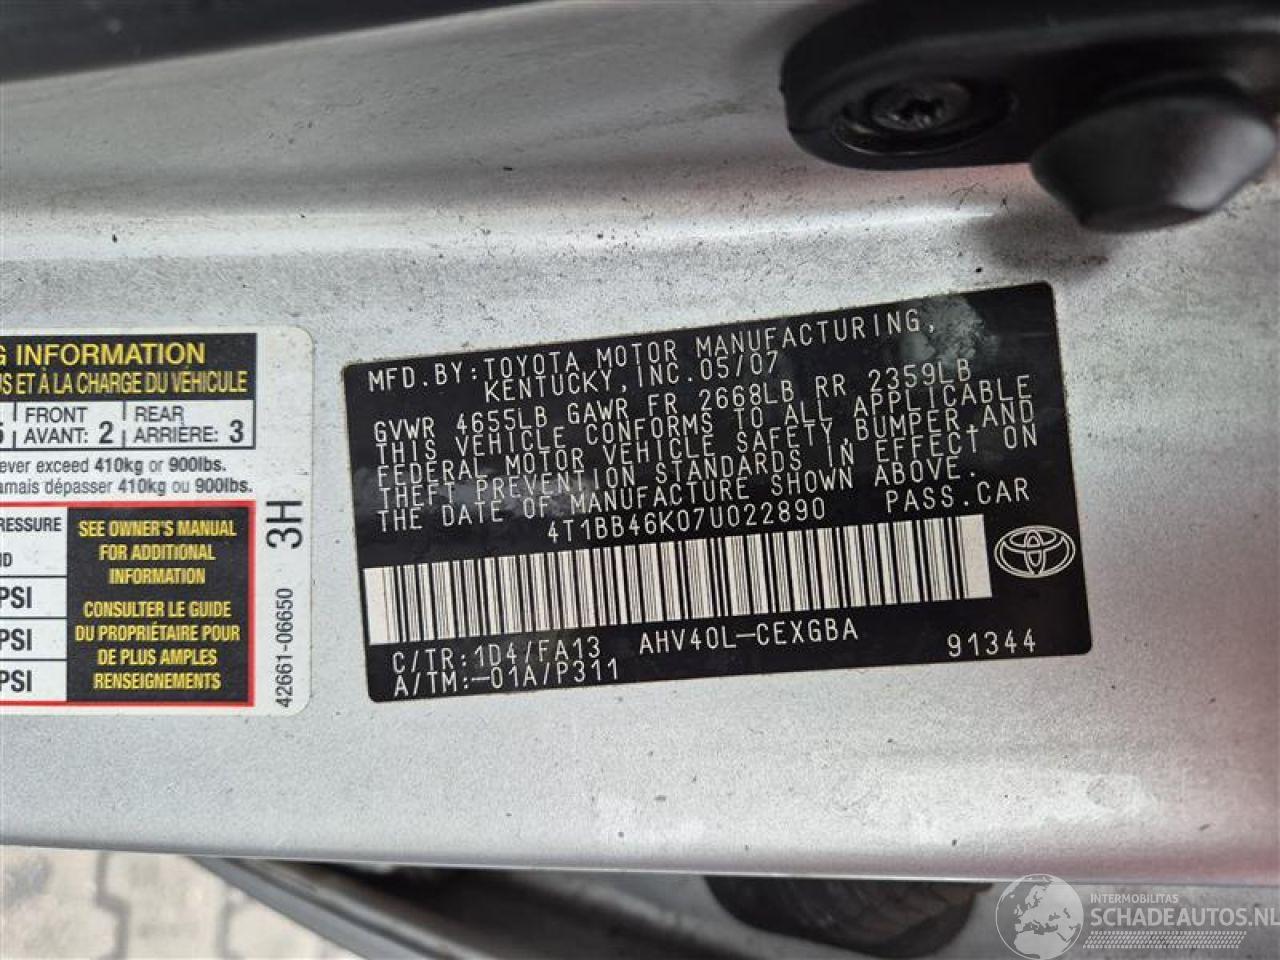 G INFORMATION
US ET À LA CHARGE DU VÉHICULE
FRONT
AVANT: 2
REAR
ARRIÈRE: 3
ever exceed 410kg or 900lbs.
amais dépasser 410kg ou 900lbs.
RESSURE
ND
PSI
PSI
PSI
SEE OWNER'S MANUAL
FOR ADDITIONAL
INFORMATION
CONSULTER LE GUIDE
DU PROPRIÉTAIRE POUR
DE PLUS AMPLES
RENSEIGNEMENTS
3H
42661-06650
MFD.BY:TOYOTA MOTOR MANUFACTURING,
KENTUCKY,INC.05/07
GVWR 4655LB GAWR FR 2668LB RR 2359LB
THIS VEHICLE CONFORMS TO ALL APPLICABLE
FEDERAL MOTOR VEHICLE SAFETY,BUMPER,AND
THEFT PREVENTION STANDARDS IN EFFECT ON
THE DATE OF MANUFACTURE SHOWN ABOVE.
4T1BB46K07U022890 PASS.CAR
C/TR:1D4/FA13 AHV40L-CEXGBA
A/TM:-01A/P311 91344
INTERMOBILITAS
SCHADEAUTOS.NL